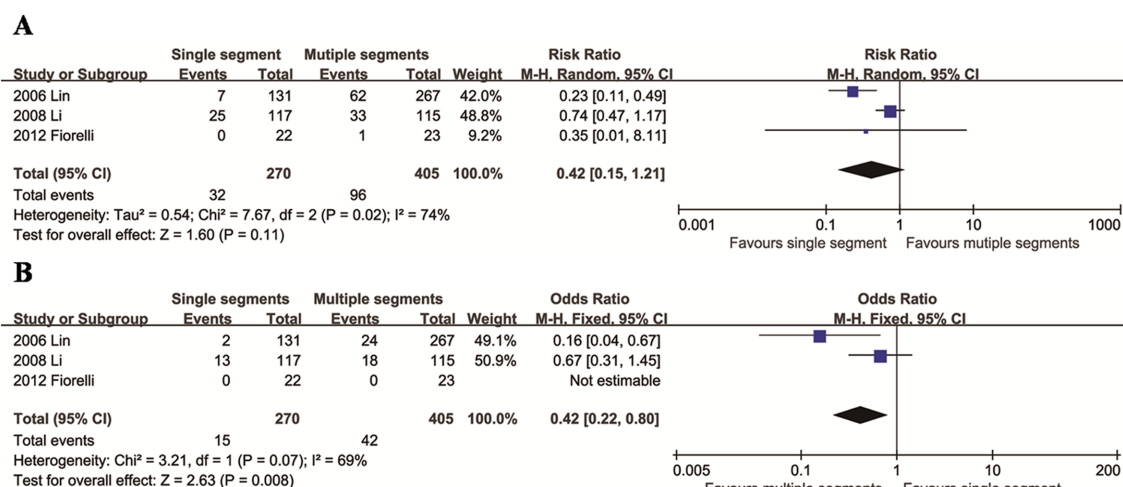 A
Single segment Mutiple segments Risk Ratio Risk Ratio
Study or Subgroup Events Total Events Total Weight M-H, Random, 95% CI M-H, Random, 95% CI
2006 Lin 7 131 62 267 42.0% 0.23 [0.11, 0.49]
2008 Li 25 117 33 115 48.8% 0.74 [0.47, 1.17]
2012 Fiorelli 0 22 1 23 9.2% 0.35 [0.01, 8.11]
Total (95% CI) 270 405 100.0% 0.42 [0.15, 1.21]
Total events 32 96
Heterogeneity: Tau² = 0.54; Chi² = 7.67, df = 2 (P = 0.02); I² = 74%
Test for overall effect: Z = 1.60 (P = 0.11)
0.001 0.1 1 10 1000
Favours single segment Favours mutiple segments
B
Single segments Multiple segments Odds Ratio Odds Ratio
Study or Subgroup Events Total Events Total Weight M-H, Fixed, 95% CI M-H, Fixed, 95% CI
2006 Lin 2 131 24 267 49.1% 0.16 [0.04, 0.67]
2008 Li 13 117 18 115 50.9% 0.67 [0.31, 1.45]
2012 Fiorelli 0 22 0 23 Not estimable
Total (95% CI) 270 405 100.0% 0.42 [0.22, 0.80]
Total events 15 42
Heterogeneity: Chi² = 3.21, df = 1 (P = 0.07); I² = 69%
Test for overall effect: Z = 2.63 (P = 0.008)
0.005 0.1 1 10 200
Favours multiple segments Favours single segment